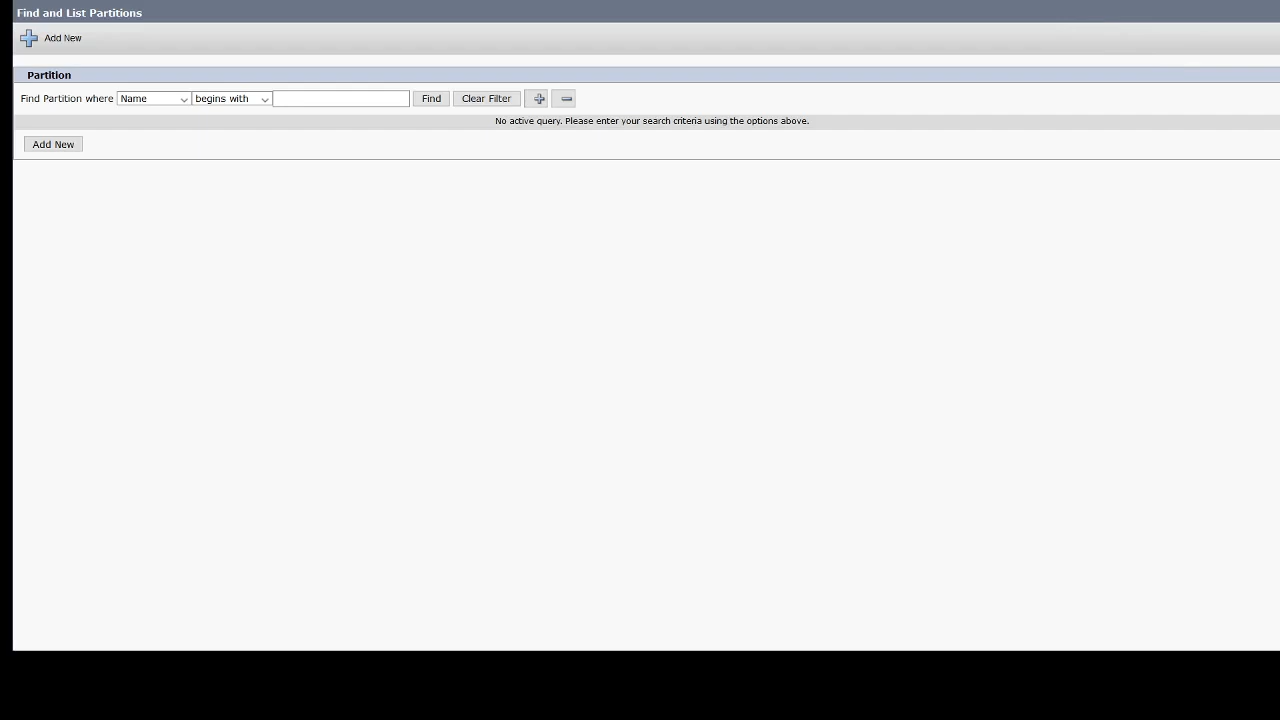 Find and List Partitions
Add New
Partition
Find Partition where Name begins with Find Clear Filter
No active query. Please enter your search criteria using the options above.
Add New